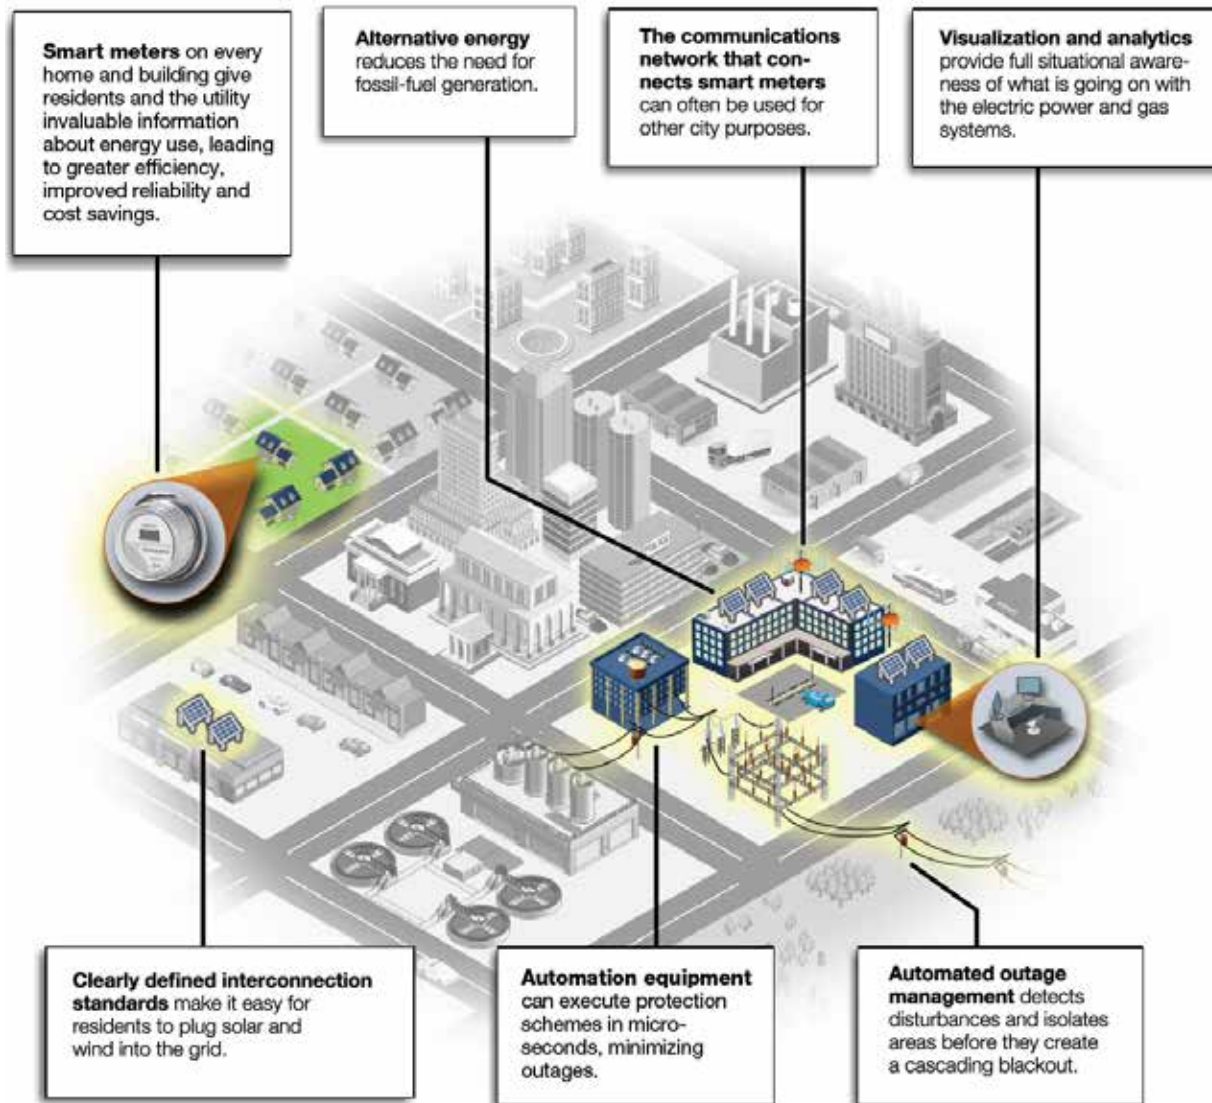 Smart meters on every
home and building give
residents and the utility
invaluable information
about energy use, leading
to greater efficiency,
improved reliability and
cost savings.
Alternative energy
reduces the need for
fossil-fuel generation.
The communications
network that con-
nects smart meters
can often be used for
other city purposes.
Visualization and analytics
provide full situational aware-
ness of what is going on with
the electric power and gas
systems.
Clearly defined interconnection
standards make it easy for
residents to plug solar and
wind into the grid.
Automation equipment
can execute protection
schemes in micro-
seconds, minimizing
outages.
Automated outage
management detects
disturbances and isolates
areas before they create
a cascading blackout.